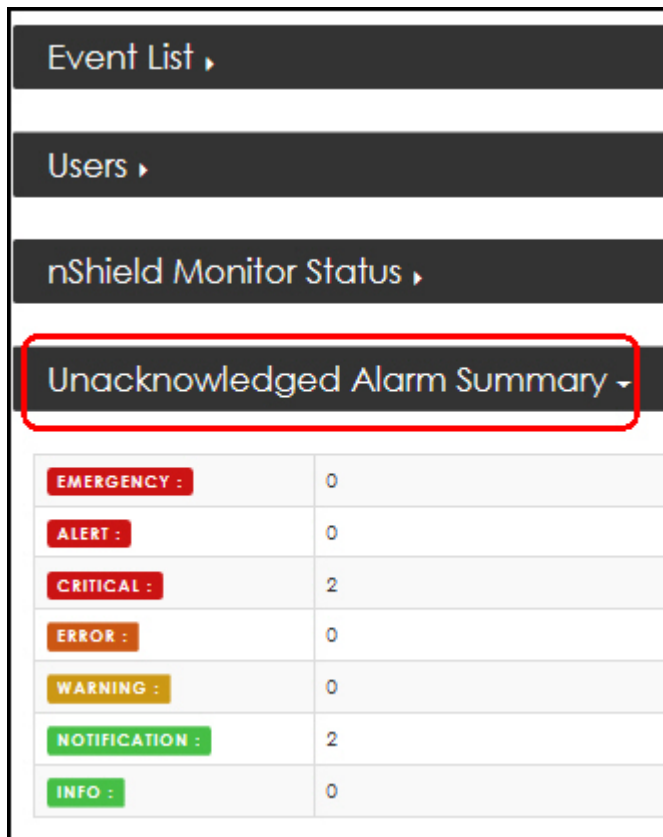 Event List
Users
nShield Monitor Status
Unacknowledged Alarm Summary
EMERGENCY : 0
ALERT : 0
CRITICAL : 2
ERROR : 0
WARNING : 0
NOTIFICATION : 2
INFO : 0